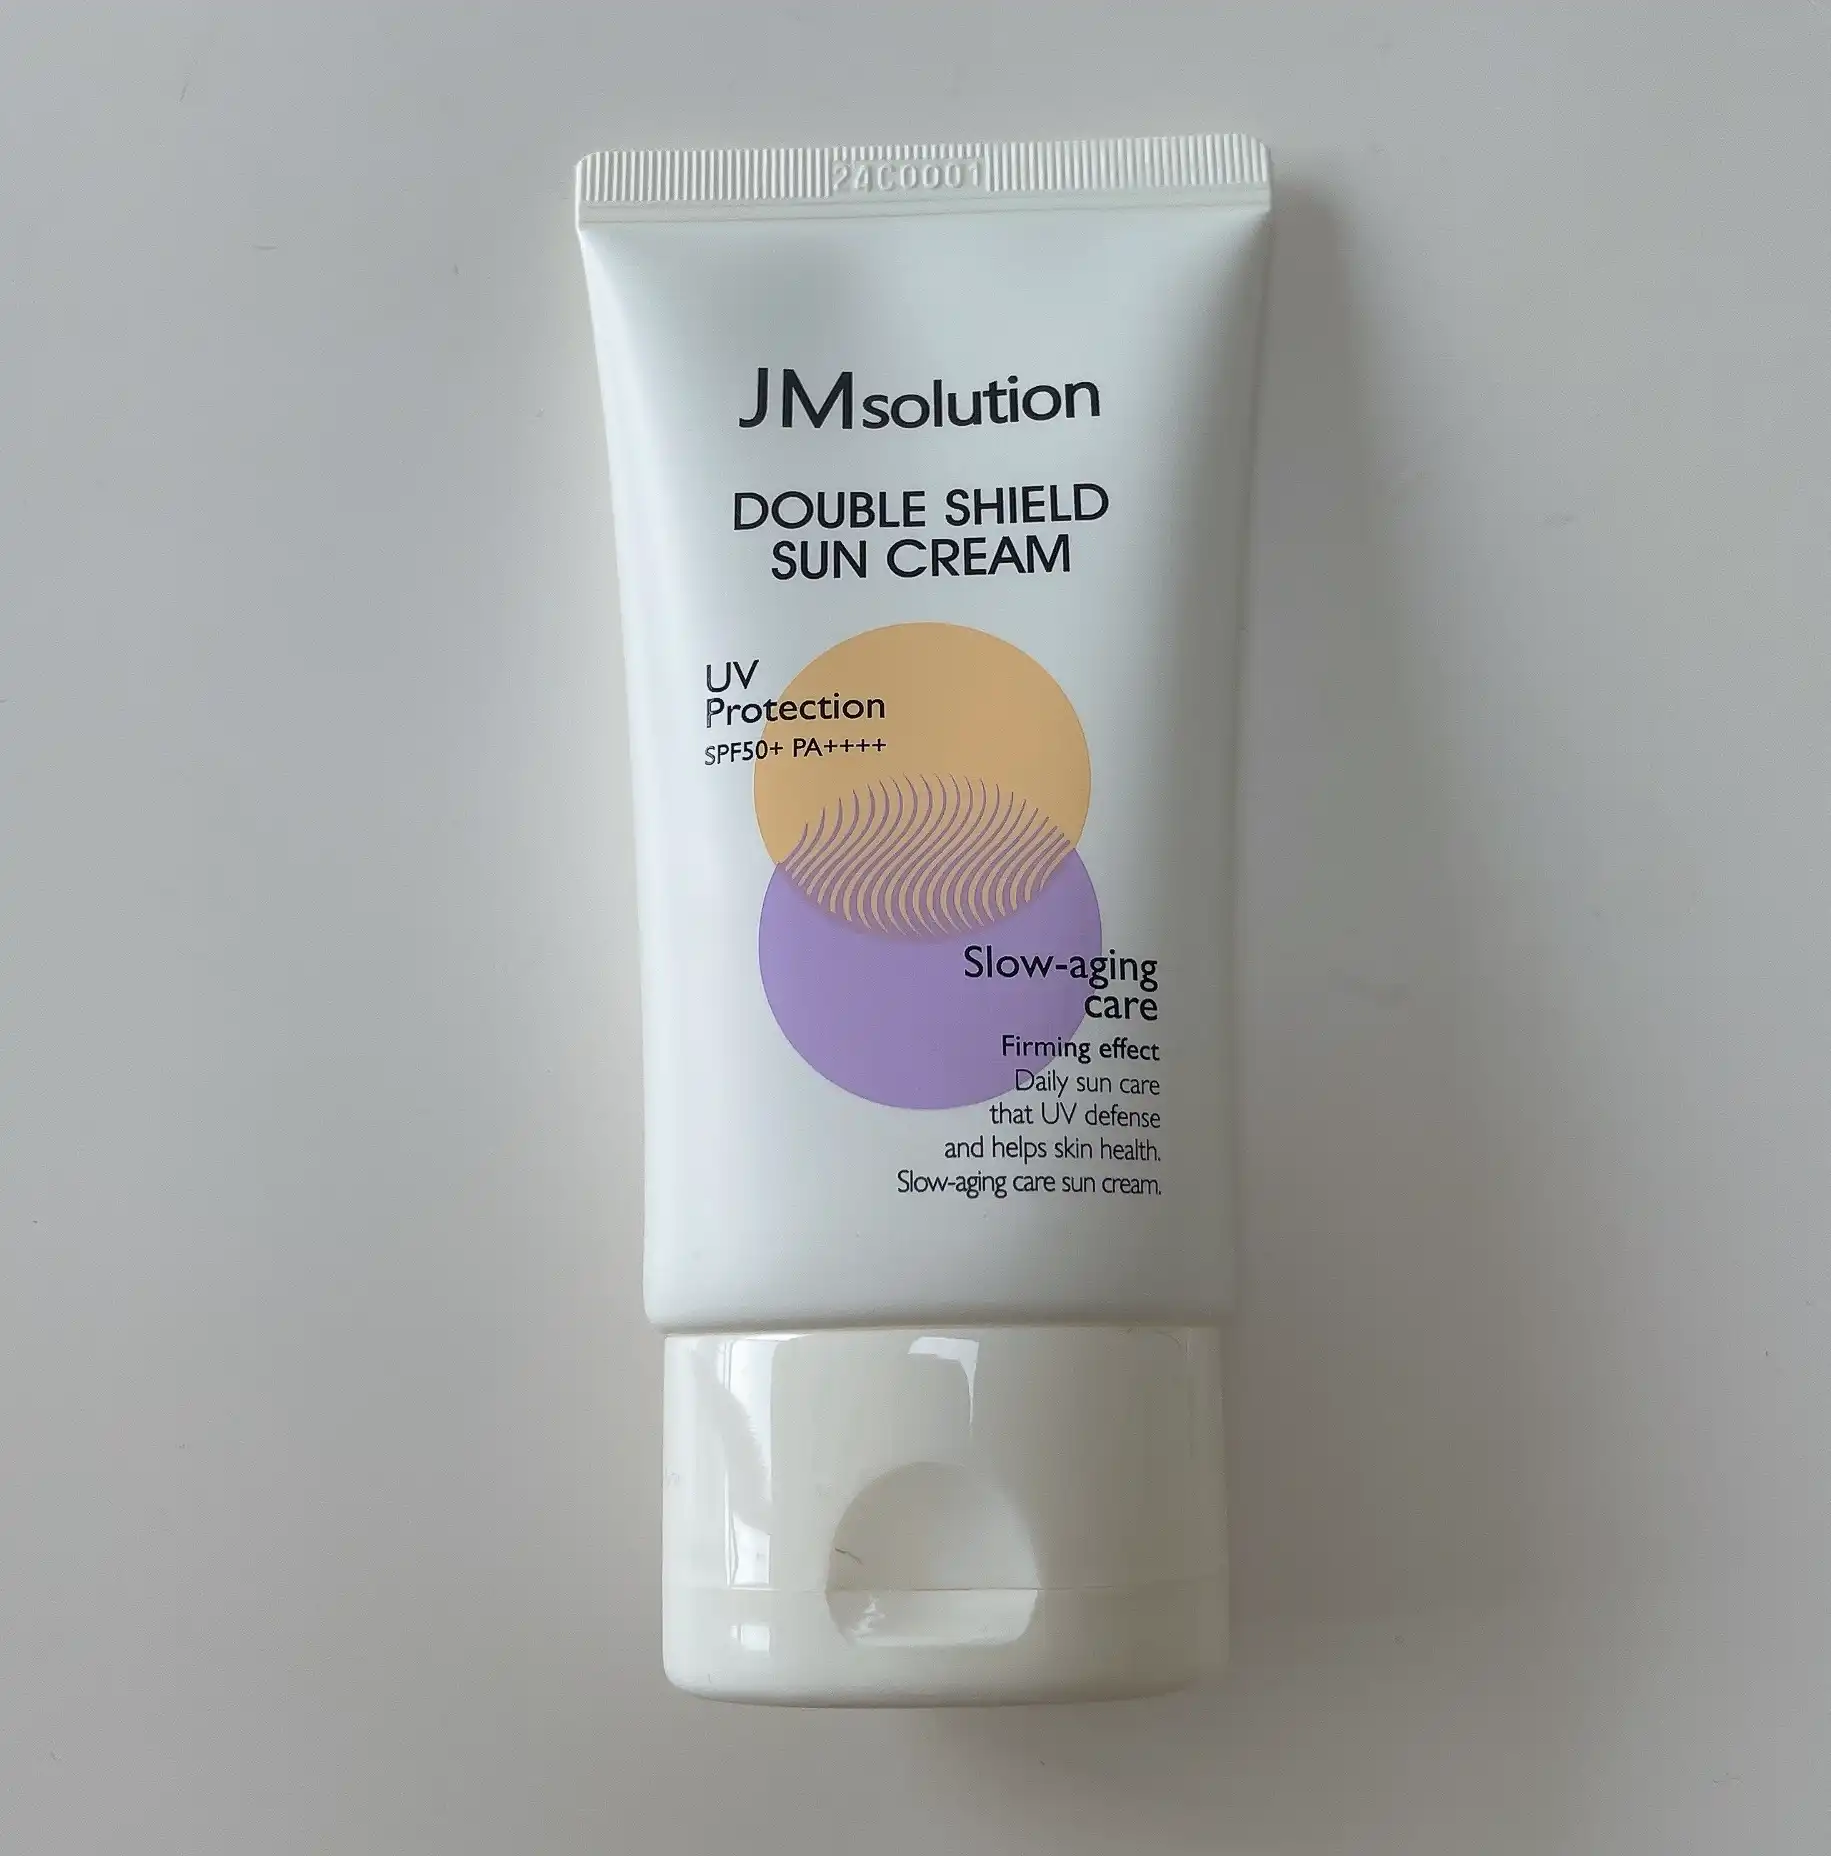 24C0001
JMsolution
DOUBLE SHIELD
SUN CREAM
UV
Protection
SPF50+ PA++++
Slow-aging
care
Firming effect
Daily sun care
that UV defense
and helps skin health.
Slow-aging care sun cream.